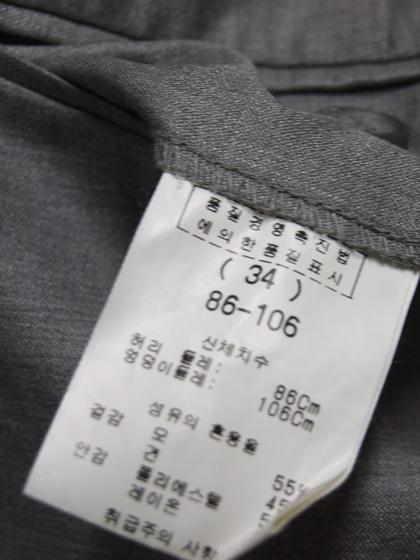 품질경영촉진법
에의한품질표시
( 34 )
86-106
신체치수
허리 둘레: 86Cm
엉덩이둘레: 106Cm
섬유의 혼용율
겉감 모 55%
안감 폴리에스텔
레이온
취급주의 사항